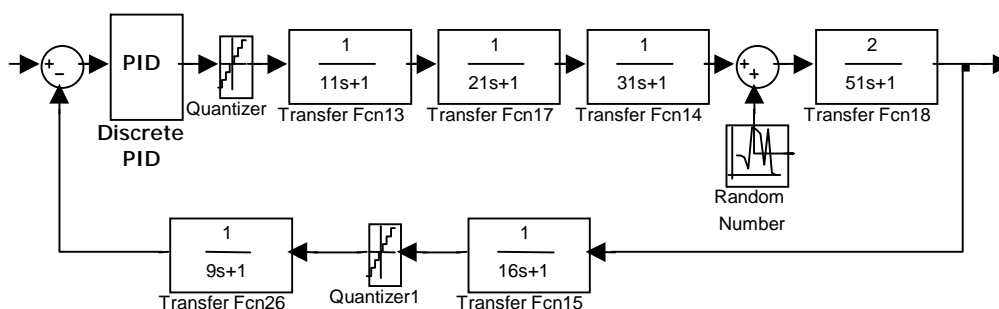 +
−
PID
Discrete
PID
Quantizer
1
11s+1
Transfer Fcn13
1
21s+1
Transfer Fcn17
1
31s+1
Transfer Fcn14
+
+
2
51s+1
Transfer Fcn18
Random
Number
1
9s+1
Transfer Fcn26
Quantizer1
1
16s+1
Transfer Fcn15